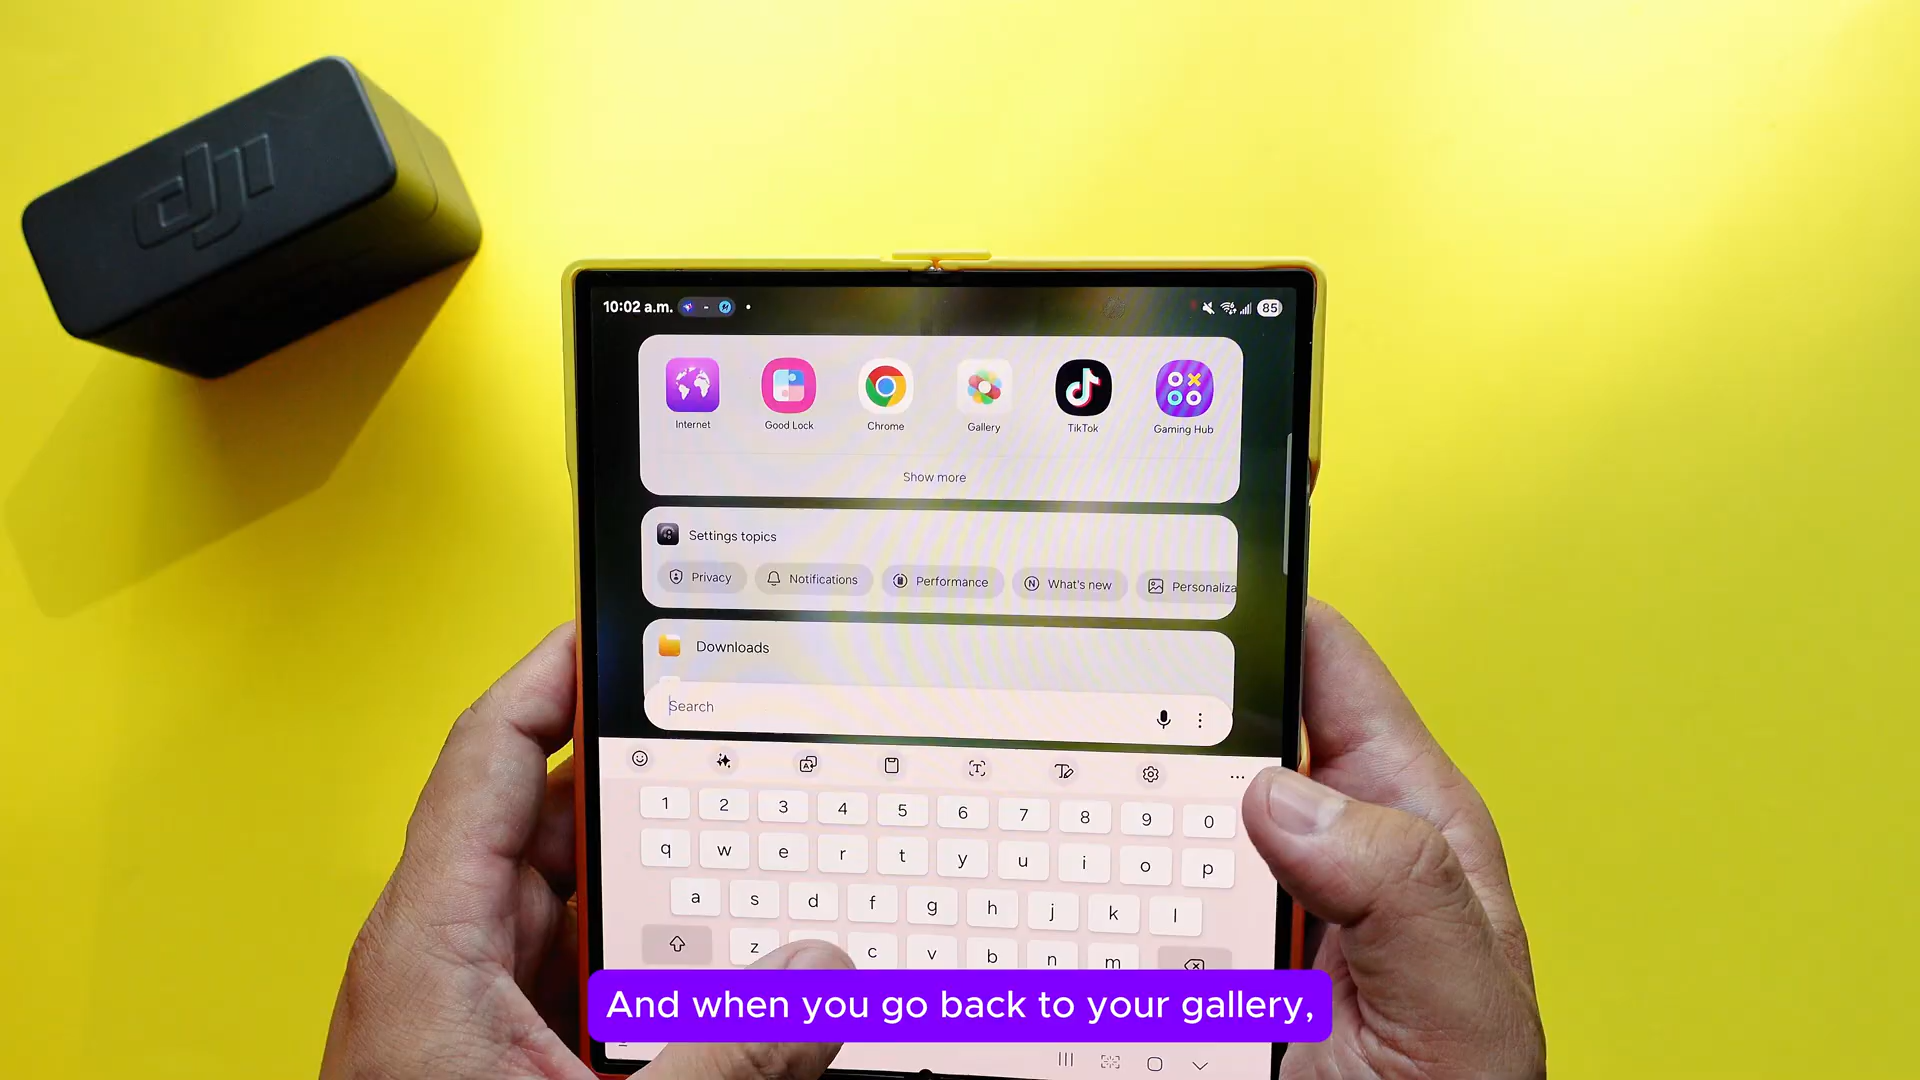 dji
10:02 a.m.
85
Internet
Good Lock
Chrome
Gallery
TikTok
Gaming Hub
Show more
Settings topics
Privacy
Notifications
Performance
What's new
Personaliza
Downloads
Search
1 2 3 4 5 6 7 8 9 0
q w e r t y u i o p
a s d f g h j k l
z c v b n m
And when you go back to your gallery,